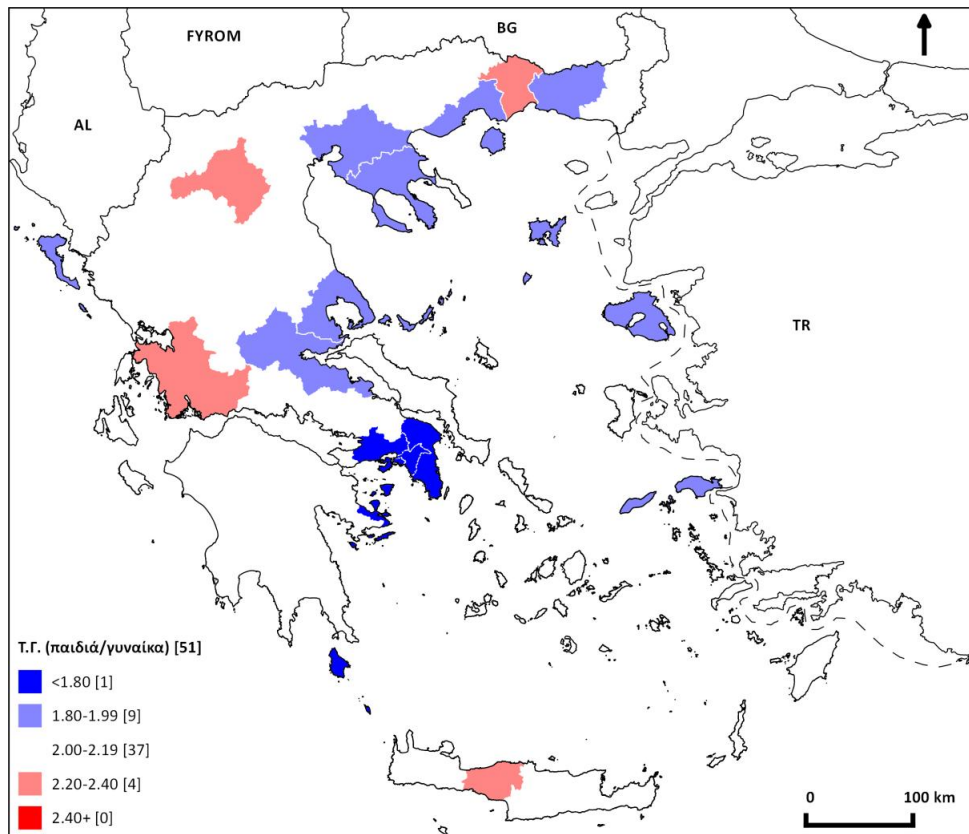 FYROM
BG
AL
TR
Τ.Γ. (παιδιά/γυναίκα) [51]
<1.80 [1]
1.80-1.99 [9]
2.00-2.19 [37]
2.20-2.40 [4]
2.40+ [0]
0 100 km